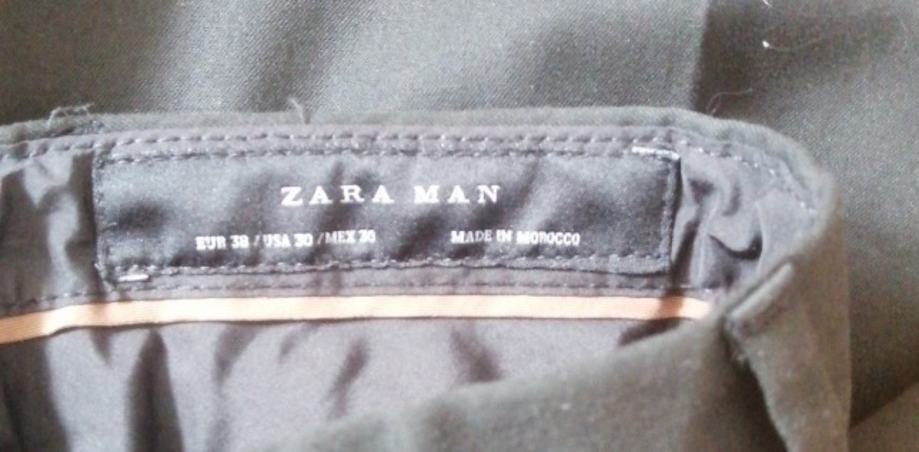 ZARA MAN
EUR 38 / USA 30 / MEX 30 MADE IN MOROCCO